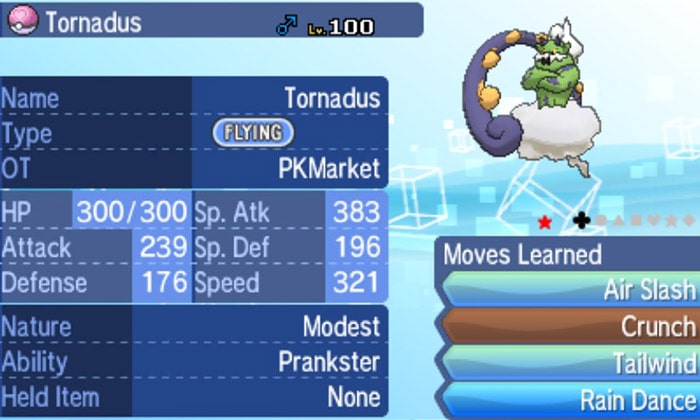 Tornadus ♂ Lv.100
Name Tornadus
Type FLYING
OT PKMarket
HP 300/300 Sp. Atk 383
Attack 239 Sp. Def 196
Defense 176 Speed 321
Nature Modest
Ability Prankster
Held Item None
Moves Learned
Air Slash
Crunch
Tailwind
Rain Dance